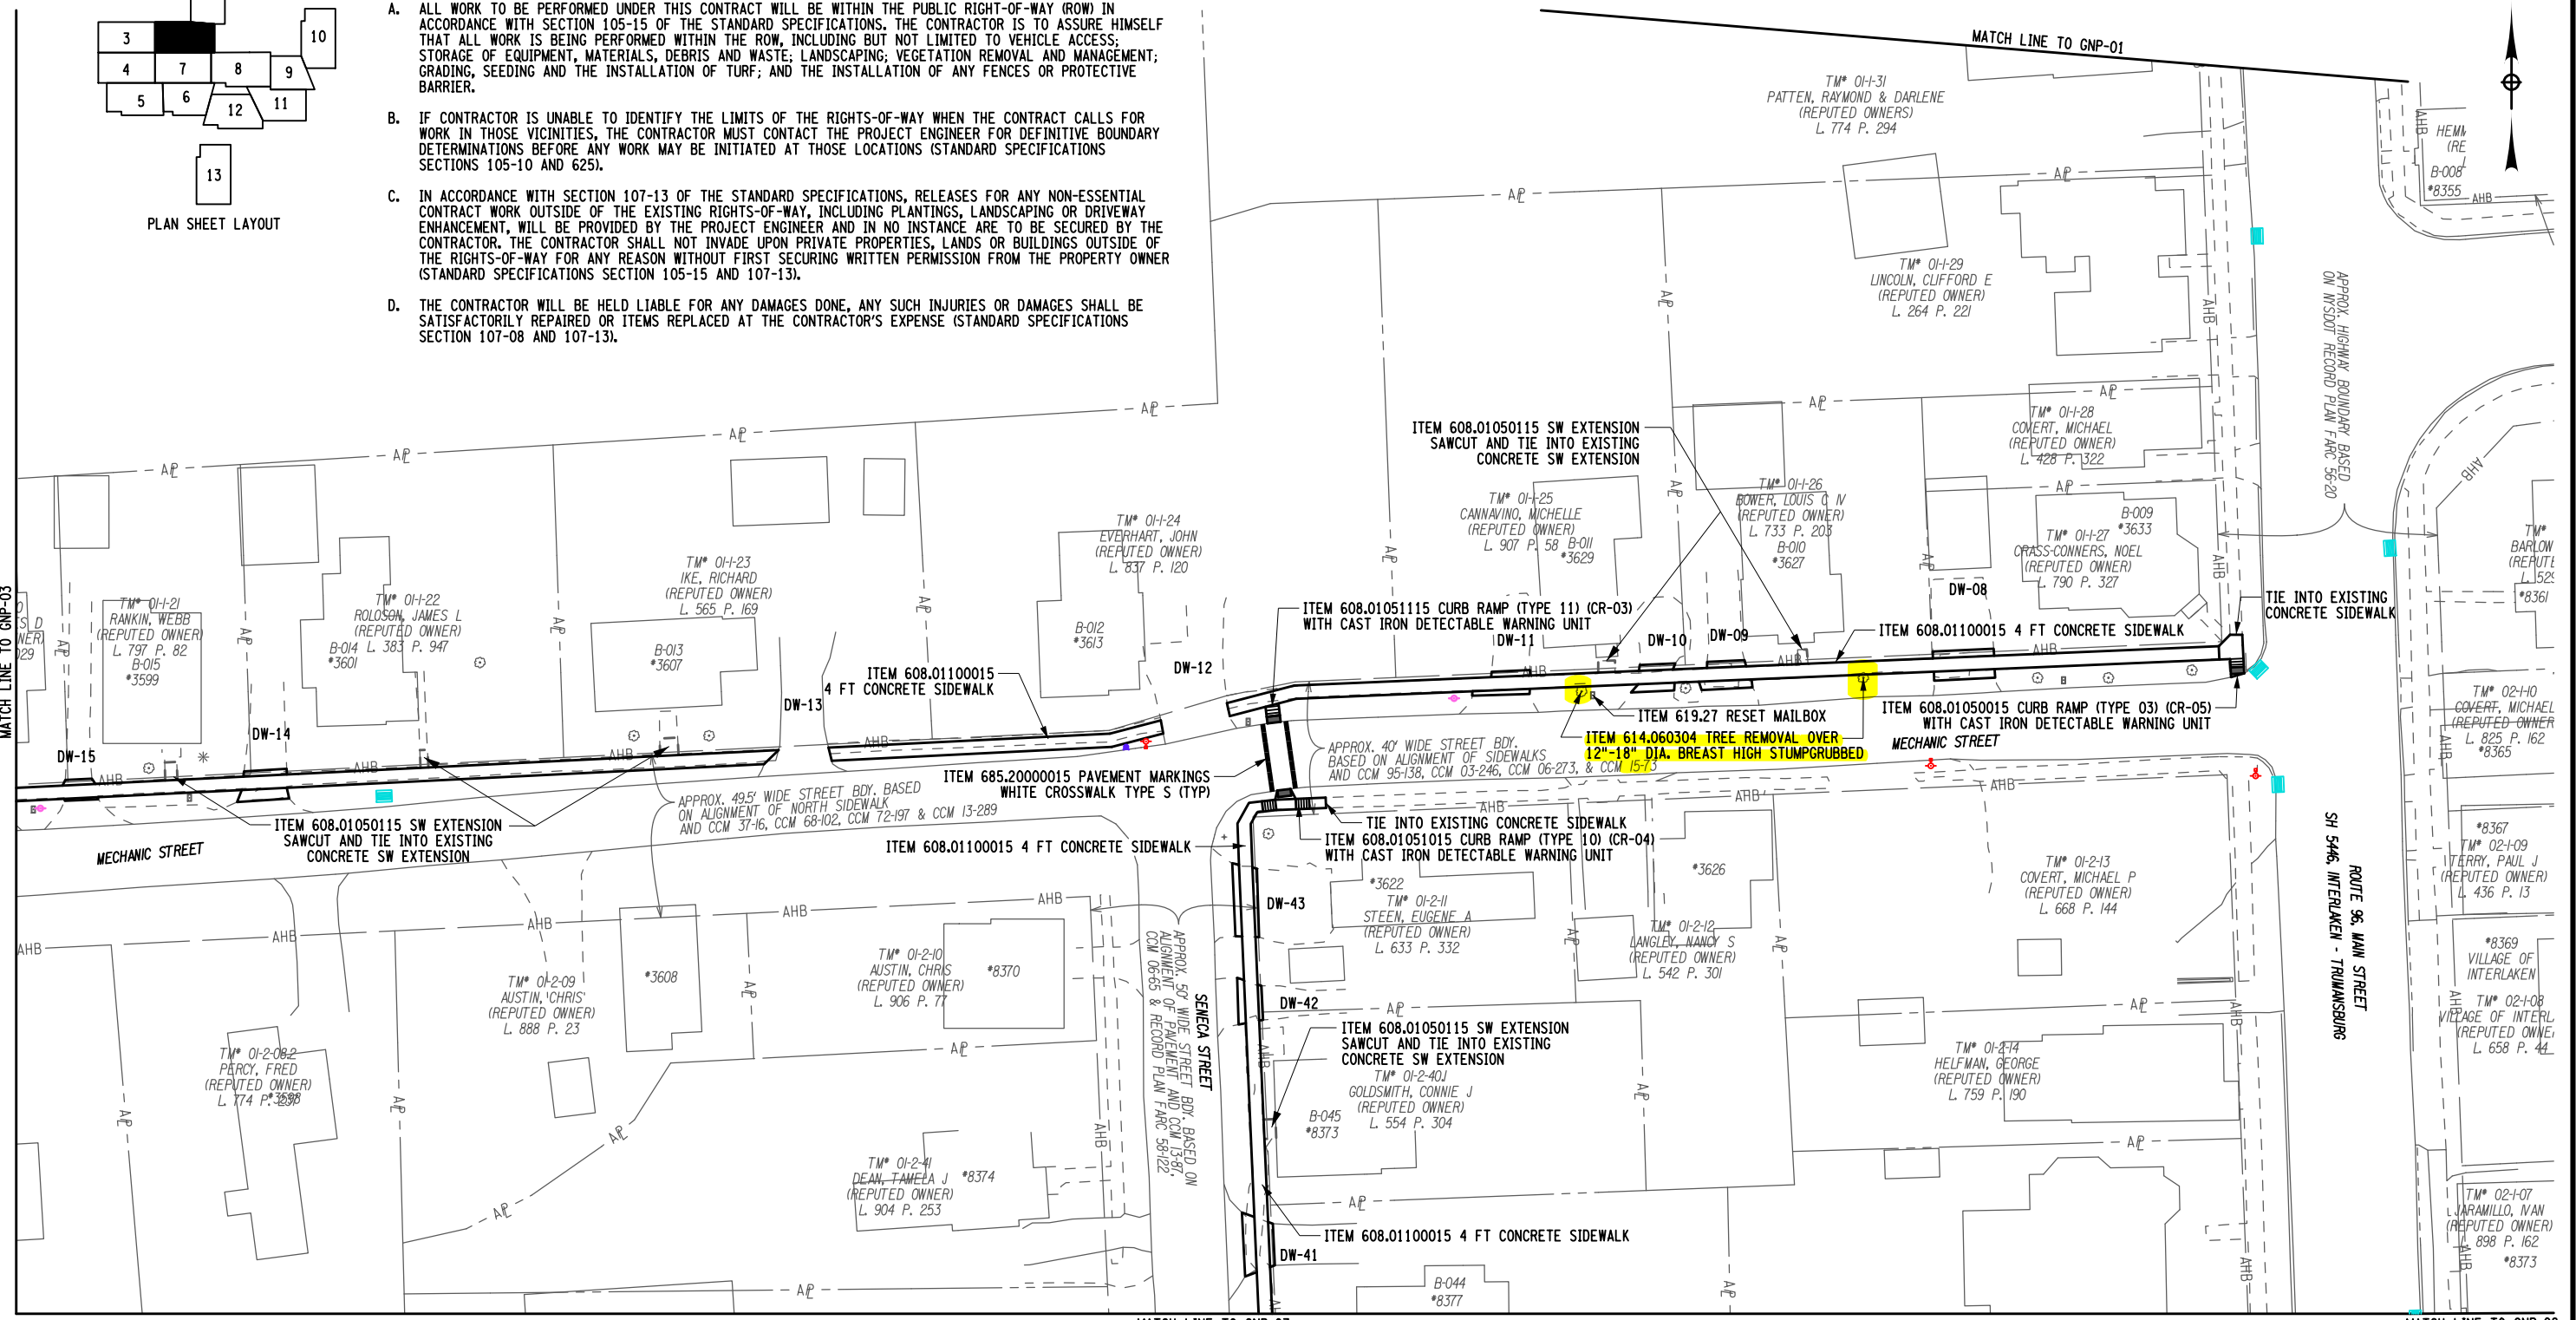 3
10
4
7
8
9
5
6
12
11
13
PLAN SHEET LAYOUT
A. ALL WORK TO BE PERFORMED UNDER THIS CONTRACT WILL BE WITHIN THE PUBLIC RIGHT-OF-WAY (ROW) IN
ACCORDANCE WITH SECTION 105-15 OF THE STANDARD SPECIFICATIONS. THE CONTRACTOR IS TO ASSURE HIMSELF
THAT ALL WORK IS BEING PERFORMED WITHIN THE ROW, INCLUDING BUT NOT LIMITED TO VEHICLE ACCESS;
STORAGE OF EQUIPMENT, MATERIALS, DEBRIS AND WASTE; LANDSCAPING; VEGETATION REMOVAL AND MANAGEMENT;
GRADING, SEEDING AND THE INSTALLATION OF TURF; AND THE INSTALLATION OF ANY FENCES OR PROTECTIVE
BARRIER.
B. IF CONTRACTOR IS UNABLE TO IDENTIFY THE LIMITS OF THE RIGHTS-OF-WAY WHEN THE CONTRACT CALLS FOR
WORK IN THOSE VICINITIES, THE CONTRACTOR MUST CONTACT THE PROJECT ENGINEER FOR DEFINITIVE BOUNDARY
DETERMINATIONS BEFORE ANY WORK MAY BE INITIATED AT THOSE LOCATIONS (STANDARD SPECIFICATIONS
SECTIONS 105-10 AND 625).
C. IN ACCORDANCE WITH SECTION 107-13 OF THE STANDARD SPECIFICATIONS, RELEASES FOR ANY NON-ESSENTIAL
CONTRACT WORK OUTSIDE OF THE EXISTING RIGHTS-OF-WAY, INCLUDING PLANTINGS, LANDSCAPING OR DRIVEWAY
ENHANCEMENT, WILL BE PROVIDED BY THE PROJECT ENGINEER AND IN NO INSTANCE ARE TO BE SECURED BY THE
CONTRACTOR. THE CONTRACTOR SHALL NOT INVADE UPON PRIVATE PROPERTIES, LANDS OR BUILDINGS OUTSIDE OF
THE RIGHTS-OF-WAY FOR ANY REASON WITHOUT FIRST SECURING WRITTEN PERMISSION FROM THE PROPERTY OWNER
(STANDARD SPECIFICATIONS SECTION 105-15 AND 107-13).
D. THE CONTRACTOR WILL BE HELD LIABLE FOR ANY DAMAGES DONE, ANY SUCH INJURIES OR DAMAGES SHALL BE
SATISFACTORILY REPAIRED OR ITEMS REPLACED AT THE CONTRACTOR'S EXPENSE (STANDARD SPECIFICATIONS
SECTION 107-08 AND 107-13).
MATCH LINE TO GNP-01
TM# 01-1-31
PATTEN, RAYMOND & DARLENE
(REPUTED OWNERS)
L. 774 P. 294
B-008
#8355
AHB
TM# 01-1-29
LINCOLN, CLIFFORD E
(REPUTED OWNER)
L. 264 P. 221
APPROX. HIGHWAY BOUNDARY BASED
ON NYSDOT RECORD PLAN FARC 56-20
TM# 01-1-28
COVERT, MICHAEL
(REPUTED OWNER)
L. 428 P. 322
ITEM 608.01050115 SW EXTENSION
SAWCUT AND TIE INTO EXISTING
CONCRETE SW EXTENSION
TM# 01-1-25
CANNAVINO, MICHELLE
(REPUTED OWNER)
L. 907 P. 58
B-011
#3629
TM# 01-1-26
BOWER, LOUIS C IV
(REPUTED OWNER)
L. 733 P. 203
B-010
#3627
B-009
#3633
TM# 01-1-27
CRASS-CONNERS, NOEL
(REPUTED OWNER)
L. 790 P. 327
#8361
TM# 01-1-24
EVERHART, JOHN
(REPUTED OWNER)
L. 837 P. 120
B-012
#3613
TM# 01-1-23
IKE, RICHARD
(REPUTED OWNER)
L. 565 P. 169
B-013
#3607
TM# 01-1-22
ROLOSON, JAMES L
(REPUTED OWNER)
L. 383 P. 947
B-014
#3601
TM# 01-1-21
RANKIN, WEBB
(REPUTED OWNER)
L. 797 P. 82
B-015
#3599
MATCH LINE TO GNP-03
DW-15
DW-14
DW-13
DW-12
DW-11
DW-10
DW-09
DW-08
ITEM 608.01051115 CURB RAMP (TYPE 11) (CR-03)
WITH CAST IRON DETECTABLE WARNING UNIT
ITEM 608.01100015 4 FT CONCRETE SIDEWALK
TIE INTO EXISTING
CONCRETE SIDEWALK
ITEM 608.01100015
4 FT CONCRETE SIDEWALK
ITEM 619.27 RESET MAILBOX
ITEM 614.060304 TREE REMOVAL OVER
12"-18" DIA. BREAST HIGH STUMPGRUBBED
ITEM 608.01050015 CURB RAMP (TYPE 03) (CR-05)
WITH CAST IRON DETECTABLE WARNING UNIT
MECHANIC STREET
TM# 02-1-10
COVERT, MICHAEL
(REPUTED OWNER
L. 825 P. 162
#8365
APPROX. 40' WIDE STREET BDY.
BASED ON ALIGNMENT OF SIDEWALKS
AND CCM 95-138, CCM 03-246, CCM 06-273, & CCM 15-73
ITEM 685.20000015 PAVEMENT MARKINGS
WHITE CROSSWALK TYPE S (TYP)
APPROX. 49.5' WIDE STREET BDY. BASED
ON ALIGNMENT OF NORTH SIDEWALK
AND CCM 37-16, CCM 68-102, CCM 72-197 & CCM 13-289
ITEM 608.01050115 SW EXTENSION
SAWCUT AND TIE INTO EXISTING
CONCRETE SW EXTENSION
MECHANIC STREET
ITEM 608.01100015 4 FT CONCRETE SIDEWALK
TIE INTO EXISTING CONCRETE SIDEWALK
ITEM 608.01051015 CURB RAMP (TYPE 10) (CR-04)
WITH CAST IRON DETECTABLE WARNING UNIT
#3622
TM# 01-2-11
STEEN, EUGENE A
(REPUTED OWNER)
L. 633 P. 332
#3626
TM# 01-2-12
LANGLEY, NANCY S
(REPUTED OWNER)
L. 542 P. 301
TM# 01-2-13
COVERT, MICHAEL P
(REPUTED OWNER)
L. 668 P. 144
ROUTE 96, MAIN STREET
SH 5446, INTERLAKEN - TRUMANSBURG
#8367
TM# 02-1-09
TERRY, PAUL J
(REPUTED OWNER)
L. 436 P. 13
#8369
VILLAGE OF
INTERLAKEN
TM# 02-1-08
VILLAGE OF INTERL
(REPUTED OWNE
L. 658 P. 44
DW-43
DW-42
DW-41
SENECA STREET
APPROX. 50' WIDE STREET BDY. BASED ON
ALIGNMENT OF PAVEMENT AND CCM 13-87,
CCM 06-65 & RECORD PLAN FARC 58-122
#3608
TM# 01-2-10
AUSTIN, CHRIS
(REPUTED OWNER)
L. 906 P. 77
#8370
TM# 01-2-09
AUSTIN, CHRIS
(REPUTED OWNER)
L. 888 P. 23
TM# 01-2-08.2
PERCY, FRED
(REPUTED OWNER)
L. 774 P.
#3598
ITEM 608.01050115 SW EXTENSION
SAWCUT AND TIE INTO EXISTING
CONCRETE SW EXTENSION
TM# 01-2-40.1
GOLDSMITH, CONNIE J
(REPUTED OWNER)
L. 554 P. 304
B-045
#8373
TM# 01-2-14
HELFMAN, GEORGE
(REPUTED OWNER)
L. 759 P. 190
TM# 01-2-41
DEAN, TAMELA J
(REPUTED OWNER)
L. 904 P. 253
#8374
ITEM 608.01100015 4 FT CONCRETE SIDEWALK
B-044
#8377
TM# 02-1-07
JARAMILLO, IVAN
(REPUTED OWNER)
L. 898 P. 162
#8373